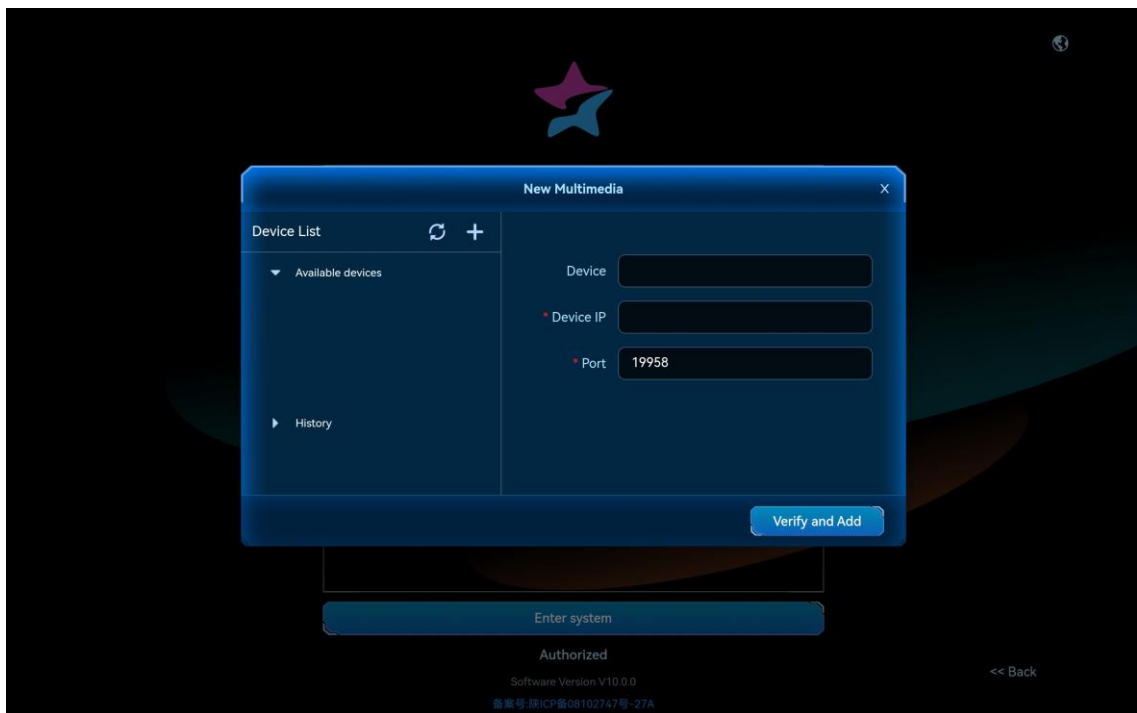 New Multimedia X
Device List
Available devices
History
Device
* Device IP
* Port 19958
Verify and Add
Enter system
Authorized
Software Version V10.0.0
<< Back
备案号:陕ICP备08102747号-27A